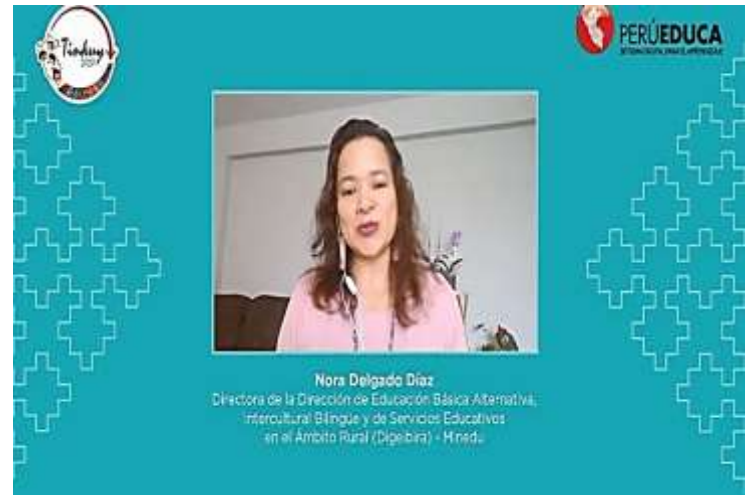 Tinkuy
PERÚEDUCA
Nora Delgado Díaz
Directora de la Dirección de Educación Básica Alternativa,
Intercultural Bilingüe y de Servicios Educativos
en el Ámbito Rural (Digeibira) - Minedu